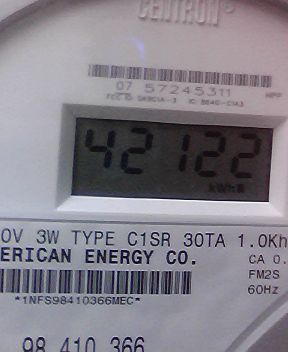 CENTRON®
07 57245311
42122
kWh
0V 3W TYPE C1SR 30TA 1.0Kh
ERICAN ENERGY CO.
CA 0.
FM2S
60Hz
*1NFS98410366MEC*
98 410 366